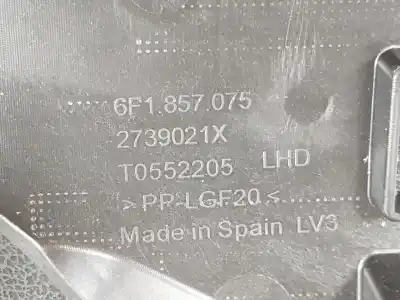 6F1.857.075
2739021X
T0552205 LHD
>PP-LGF20<
Made in Spain LV3